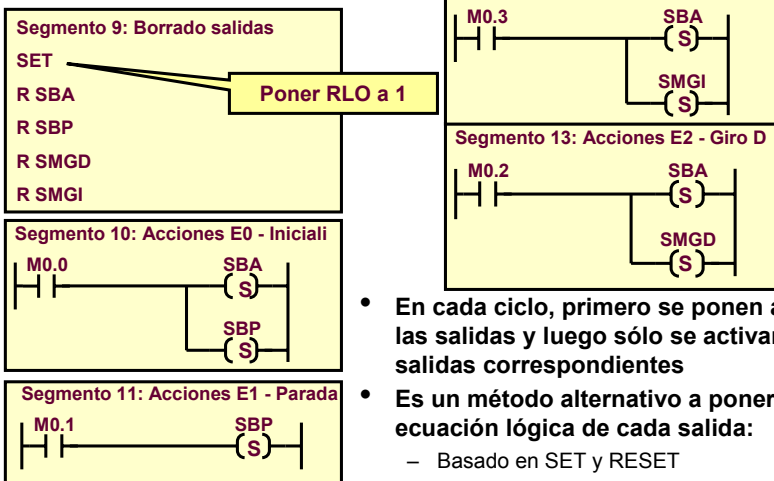 Segmento 9: Borrado salidas
SET
R SBA
R SBP
R SMGD
R SMGI
Poner RLO a 1
Segmento 10: Acciones E0 - Iniciali
M0.0 SBA
S
SBP
S
Segmento 11: Acciones E1 - Parada
M0.1 SBP
S
M0.3 SBA
S
SMGI
S
Segmento 13: Acciones E2 - Giro D
M0.2 SBA
S
SMGD
S
• En cada ciclo, primero se ponen a
las salidas y luego sólo se activar
salidas correspondientes
• Es un método alternativo a poner
ecuación lógica de cada salida:
– Basado en SET y RESET